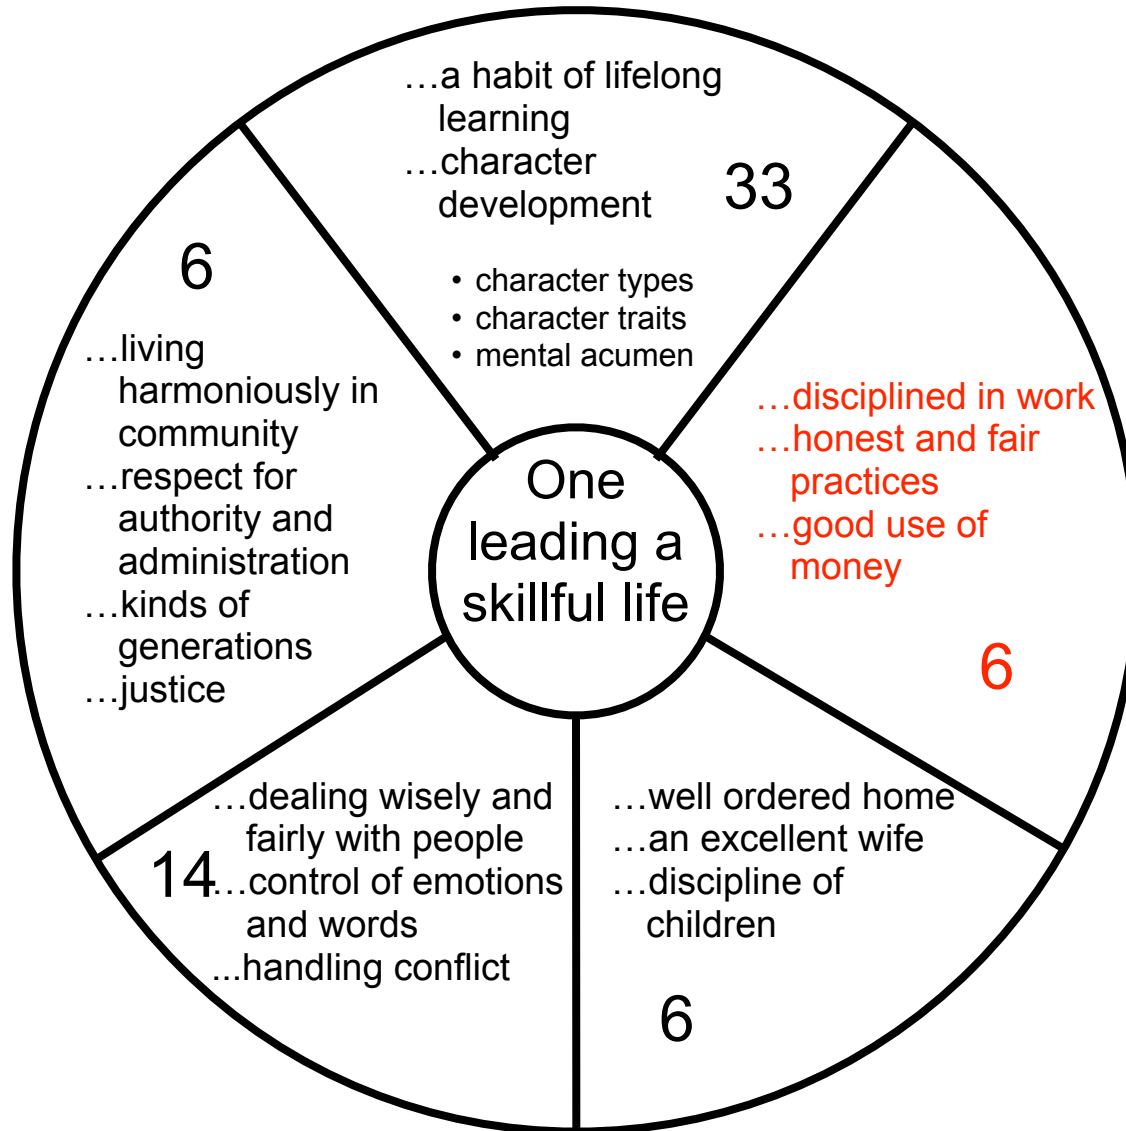 …a habit of lifelong
learning
…character
development
33
• character types
• character traits
• mental acumen
6
…living
harmoniously in
community
…respect for
authority and
administration
…kinds of
generations
…justice
One
leading a
skillful life
…disciplined in work
…honest and fair
practices
…good use of
money
6
…dealing wisely and
fairly with people
14
…control of emotions
and words
...handling conflict
…well ordered home
…an excellent wife
…discipline of
children
6